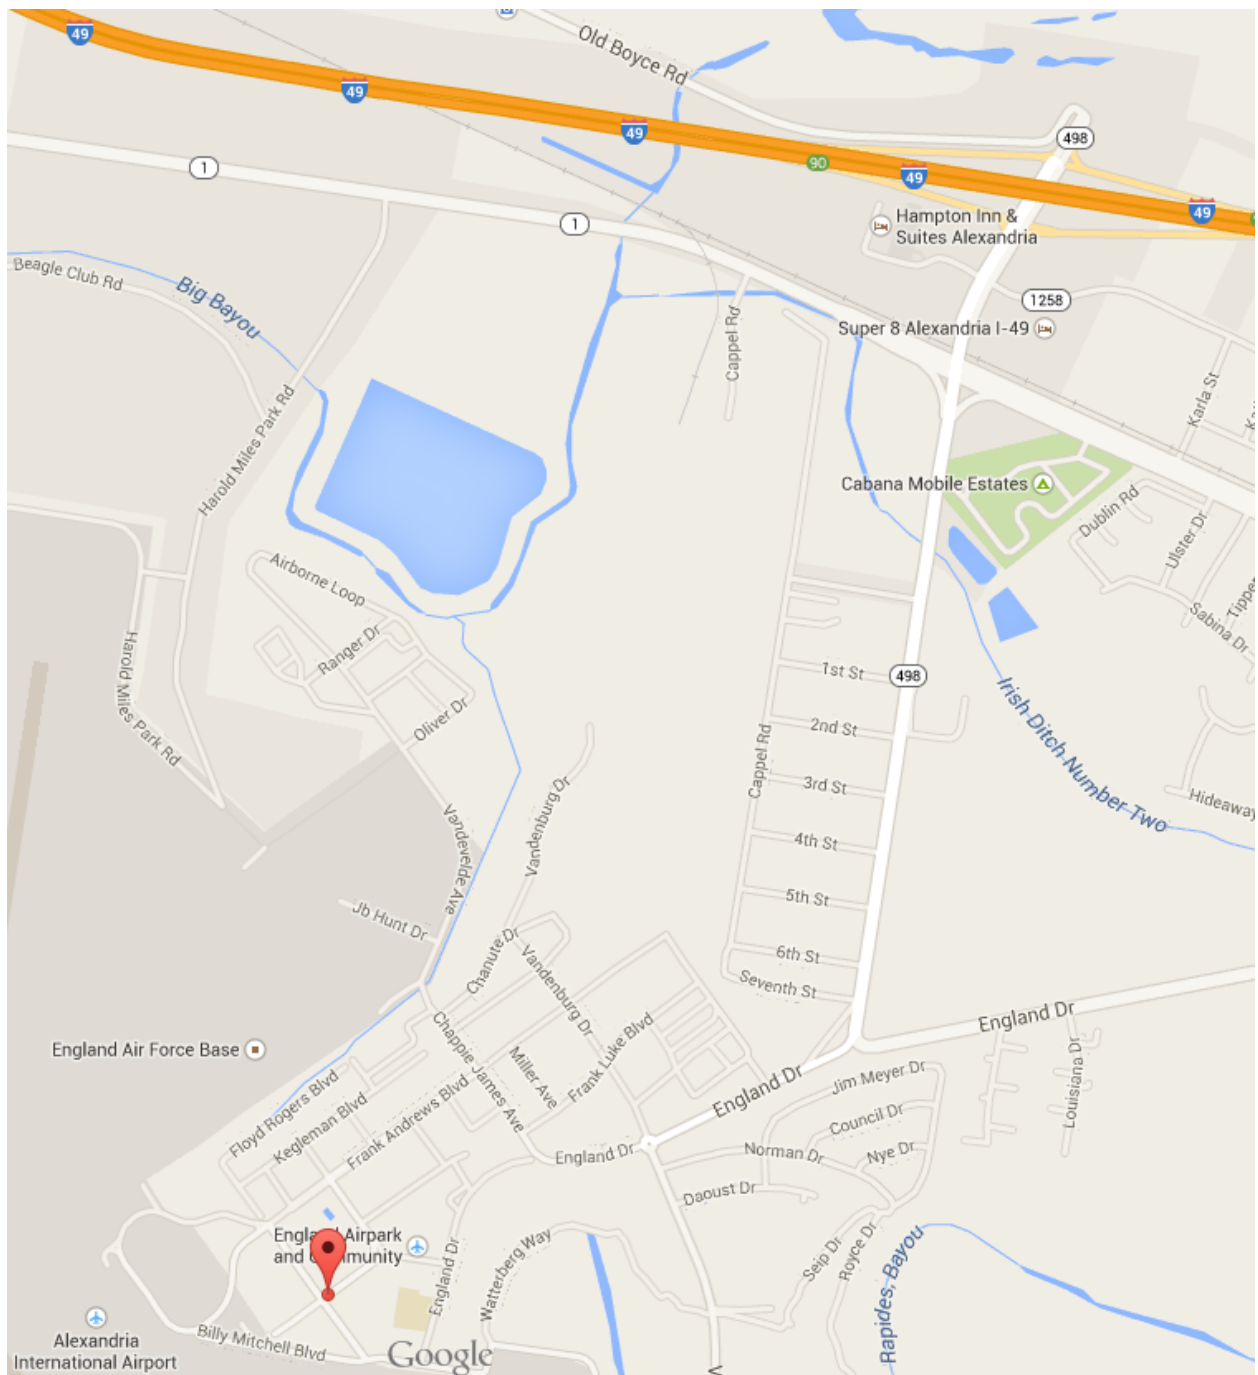 Old Boyce Rd
49
49
49
498
1
90
49
49
1
Hampton Inn &
Suites Alexandria
Beagle Club Rd
Big Bayou
1258
Super 8 Alexandria I-49
Cappel Rd
Karla St
Harold Miles Park Rd
Cabana Mobile Estates
Dublin Rd
Ulster Dr
Airborne Loop
Tipper
Sabina Dr
Ranger Dr
Harold Miles Park Rd
1st St
498
Irish Ditch Number Two
Oliver Dr
2nd St
Cappel Rd
3rd St
Hideaway
Vandenburg Dr
Vandevelde Ave
4th St
5th St
Jb Hunt Dr
Chanute Dr
6th St
Vandenburg Dr
Seventh St
England Dr
England Air Force Base
Chappie James Ave
Miller Ave
Frank Luke Blvd
England Dr
Jim Meyer Dr
Louisiana Dr
Floyd Rogers Blvd
Kegleman Blvd
Frank Andrews Blvd
Council Dr
England Dr
Norman Dr
Nye Dr
Daoust Dr
England Airpark
and Community
England Dr
Watterberg Way
Seip Dr
Royce Dr
Rapides, Bayou
Alexandria
International Airport
Billy Mitchell Blvd
Google
V